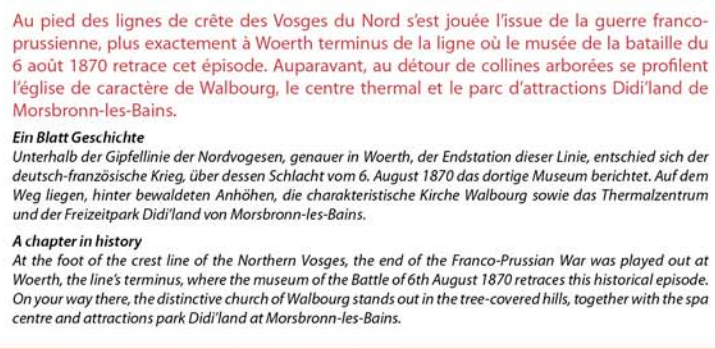 Au pied des lignes de crête des Vosges du Nord s'est jouée l'issue de la guerre franco-
prussienne, plus exactement à Woerth terminus de la ligne où le musée de la bataille du
6 août 1870 retrace cet épisode. Auparavant, au détour de collines arborées se profilent
l'église de caractère de Walbourg, le centre thermal et le parc d'attractions Didi'land de
Morsbronn-les-Bains.
Ein Blatt Geschichte
Unterhalb der Gipfellinie der Nordvogesen, genauer in Woerth, der Endstation dieser Linie, entschied sich der
deutsch-französische Krieg, über dessen Schlacht vom 6. August 1870 das dortige Museum berichtet. Auf dem
Weg liegen, hinter bewaldeten Anhöhen, die charakteristische Kirche Walbourg sowie das Thermalzentrum
und der Freizeitpark Didi'land von Morsbronn-les-Bains.
A chapter in history
At the foot of the crest line of the Northern Vosges, the end of the Franco-Prussian War was played out at
Woerth, the line's terminus, where the museum of the Battle of 6th August 1870 retraces this historical episode.
On your way there, the distinctive church of Walbourg stands out in the tree-covered hills, together with the spa
centre and attractions park Didi'land at Morsbronn-les-Bains.